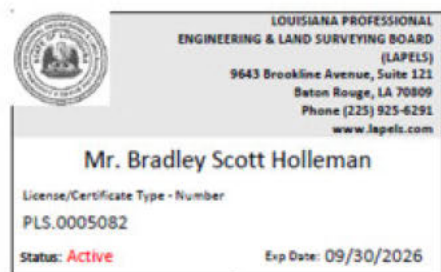 LOUISIANA PROFESSIONAL
ENGINEERING & LAND SURVEYING BOARD
(LAPELS)
9643 Brookline Avenue, Suite 121
Baton Rouge, LA 70809
Phone (225) 925-6291
www.lapels.com
Mr. Bradley Scott Holleman
License/Certificate Type - Number
PLS.0005082
Status: Active Exp Date: 09/30/2026